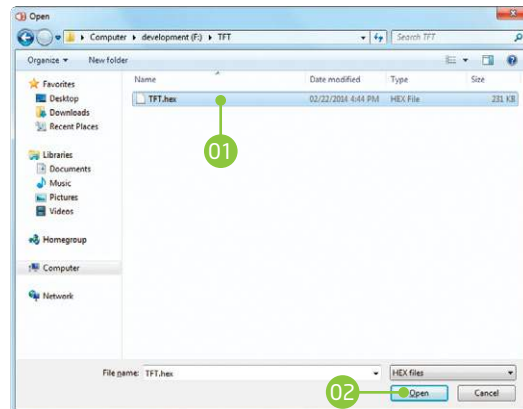 Open
Computer ▸ development (F:) ▸ TFT
Search TFT
Organize
New folder
Name
Date modified
Type
Size
Favorites
Desktop
Downloads
Recent Places
Libraries
Documents
Music
Pictures
Videos
Homegroup
Computer
Network
TFT.hex
02/22/2014 4:44 PM
HEX File
231 KB
01
File name:
TFT.hex
HEX files
02
Open
Cancel